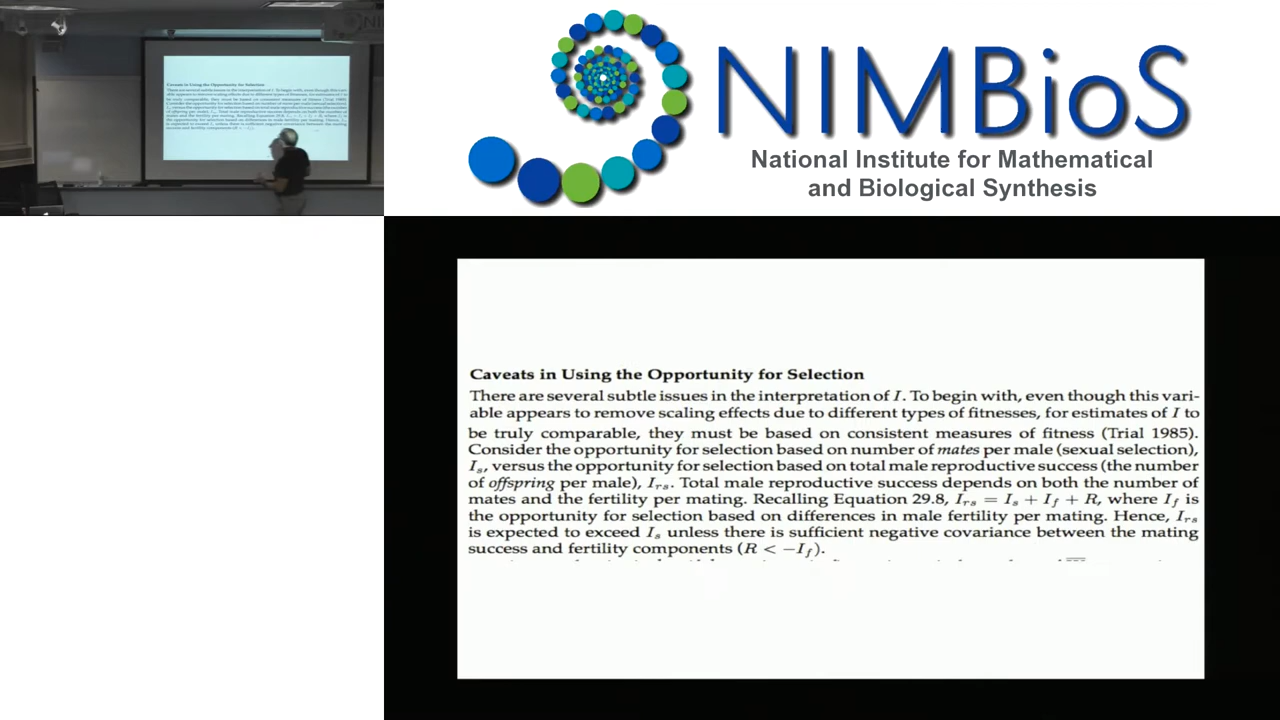 NIMBioS
National Institute for Mathematical
and Biological Synthesis
Caveats in Using the Opportunity for Selection
There are several subtle issues in the interpretation of I. To begin with, even though this vari-
able appears to remove scaling effects due to different types of fitnesses, for estimates of I to
be truly comparable, they must be based on consistent measures of fitness (Trial 1985).
Consider the opportunity for selection based on number of mates per male (sexual selection),
Is, versus the opportunity for selection based on total male reproductive success (the number
of offspring per male), Irs. Total male reproductive success depends on both the number of
mates and the fertility per mating. Recalling Equation 29.8, Irs = Is + If + R, where If is
the opportunity for selection based on differences in male fertility per mating. Hence, Irs
is expected to exceed Is unless there is sufficient negative covariance between the mating
success and fertility components (R < −If).